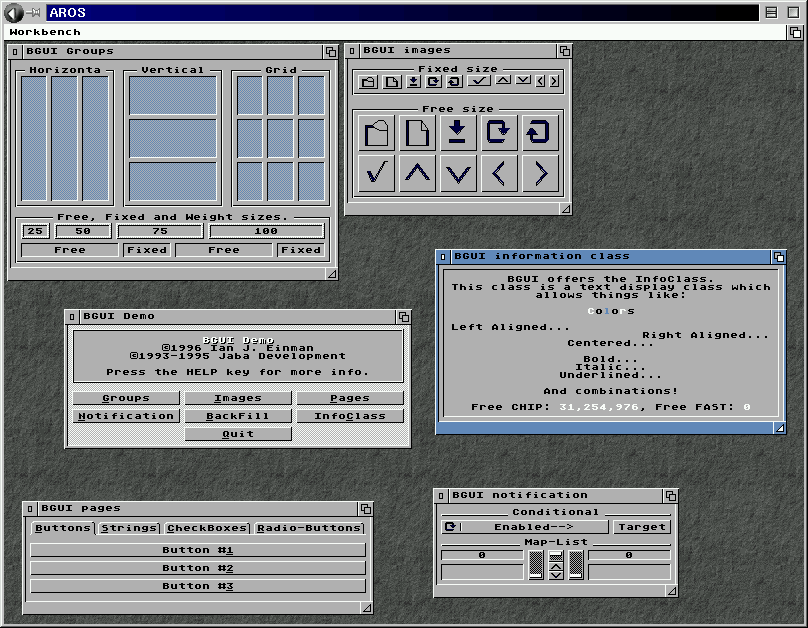 AROS
Workbench
BGUI Groups
Horizonta
Vertical
Grid
Free, Fixed and Weight sizes.
25 50 75 100
Free Fixed Free Fixed
BGUI images
Fixed size
Free size
BGUI information class
BGUI offers the InfoClass.
This class is a text display class which
allows things like:
Colors
Left Aligned...
Right Aligned...
Centered...
Bold...
Italic...
Underlined...
And combinations!
Free CHIP: 31,254,976, Free FAST: 0
BGUI Demo
BGUI Demo
©1996 Ian J. Einman
©1993-1995 Jaba Development
Press the HELP key for more info.
Groups Images Pages
Notification BackFill InfoClass
Quit
BGUI pages
Buttons Strings CheckBoxes Radio-Buttons
Button #1
Button #2
Button #3
BGUI notification
Conditional
Enabled--> Target
Map-List
0 0